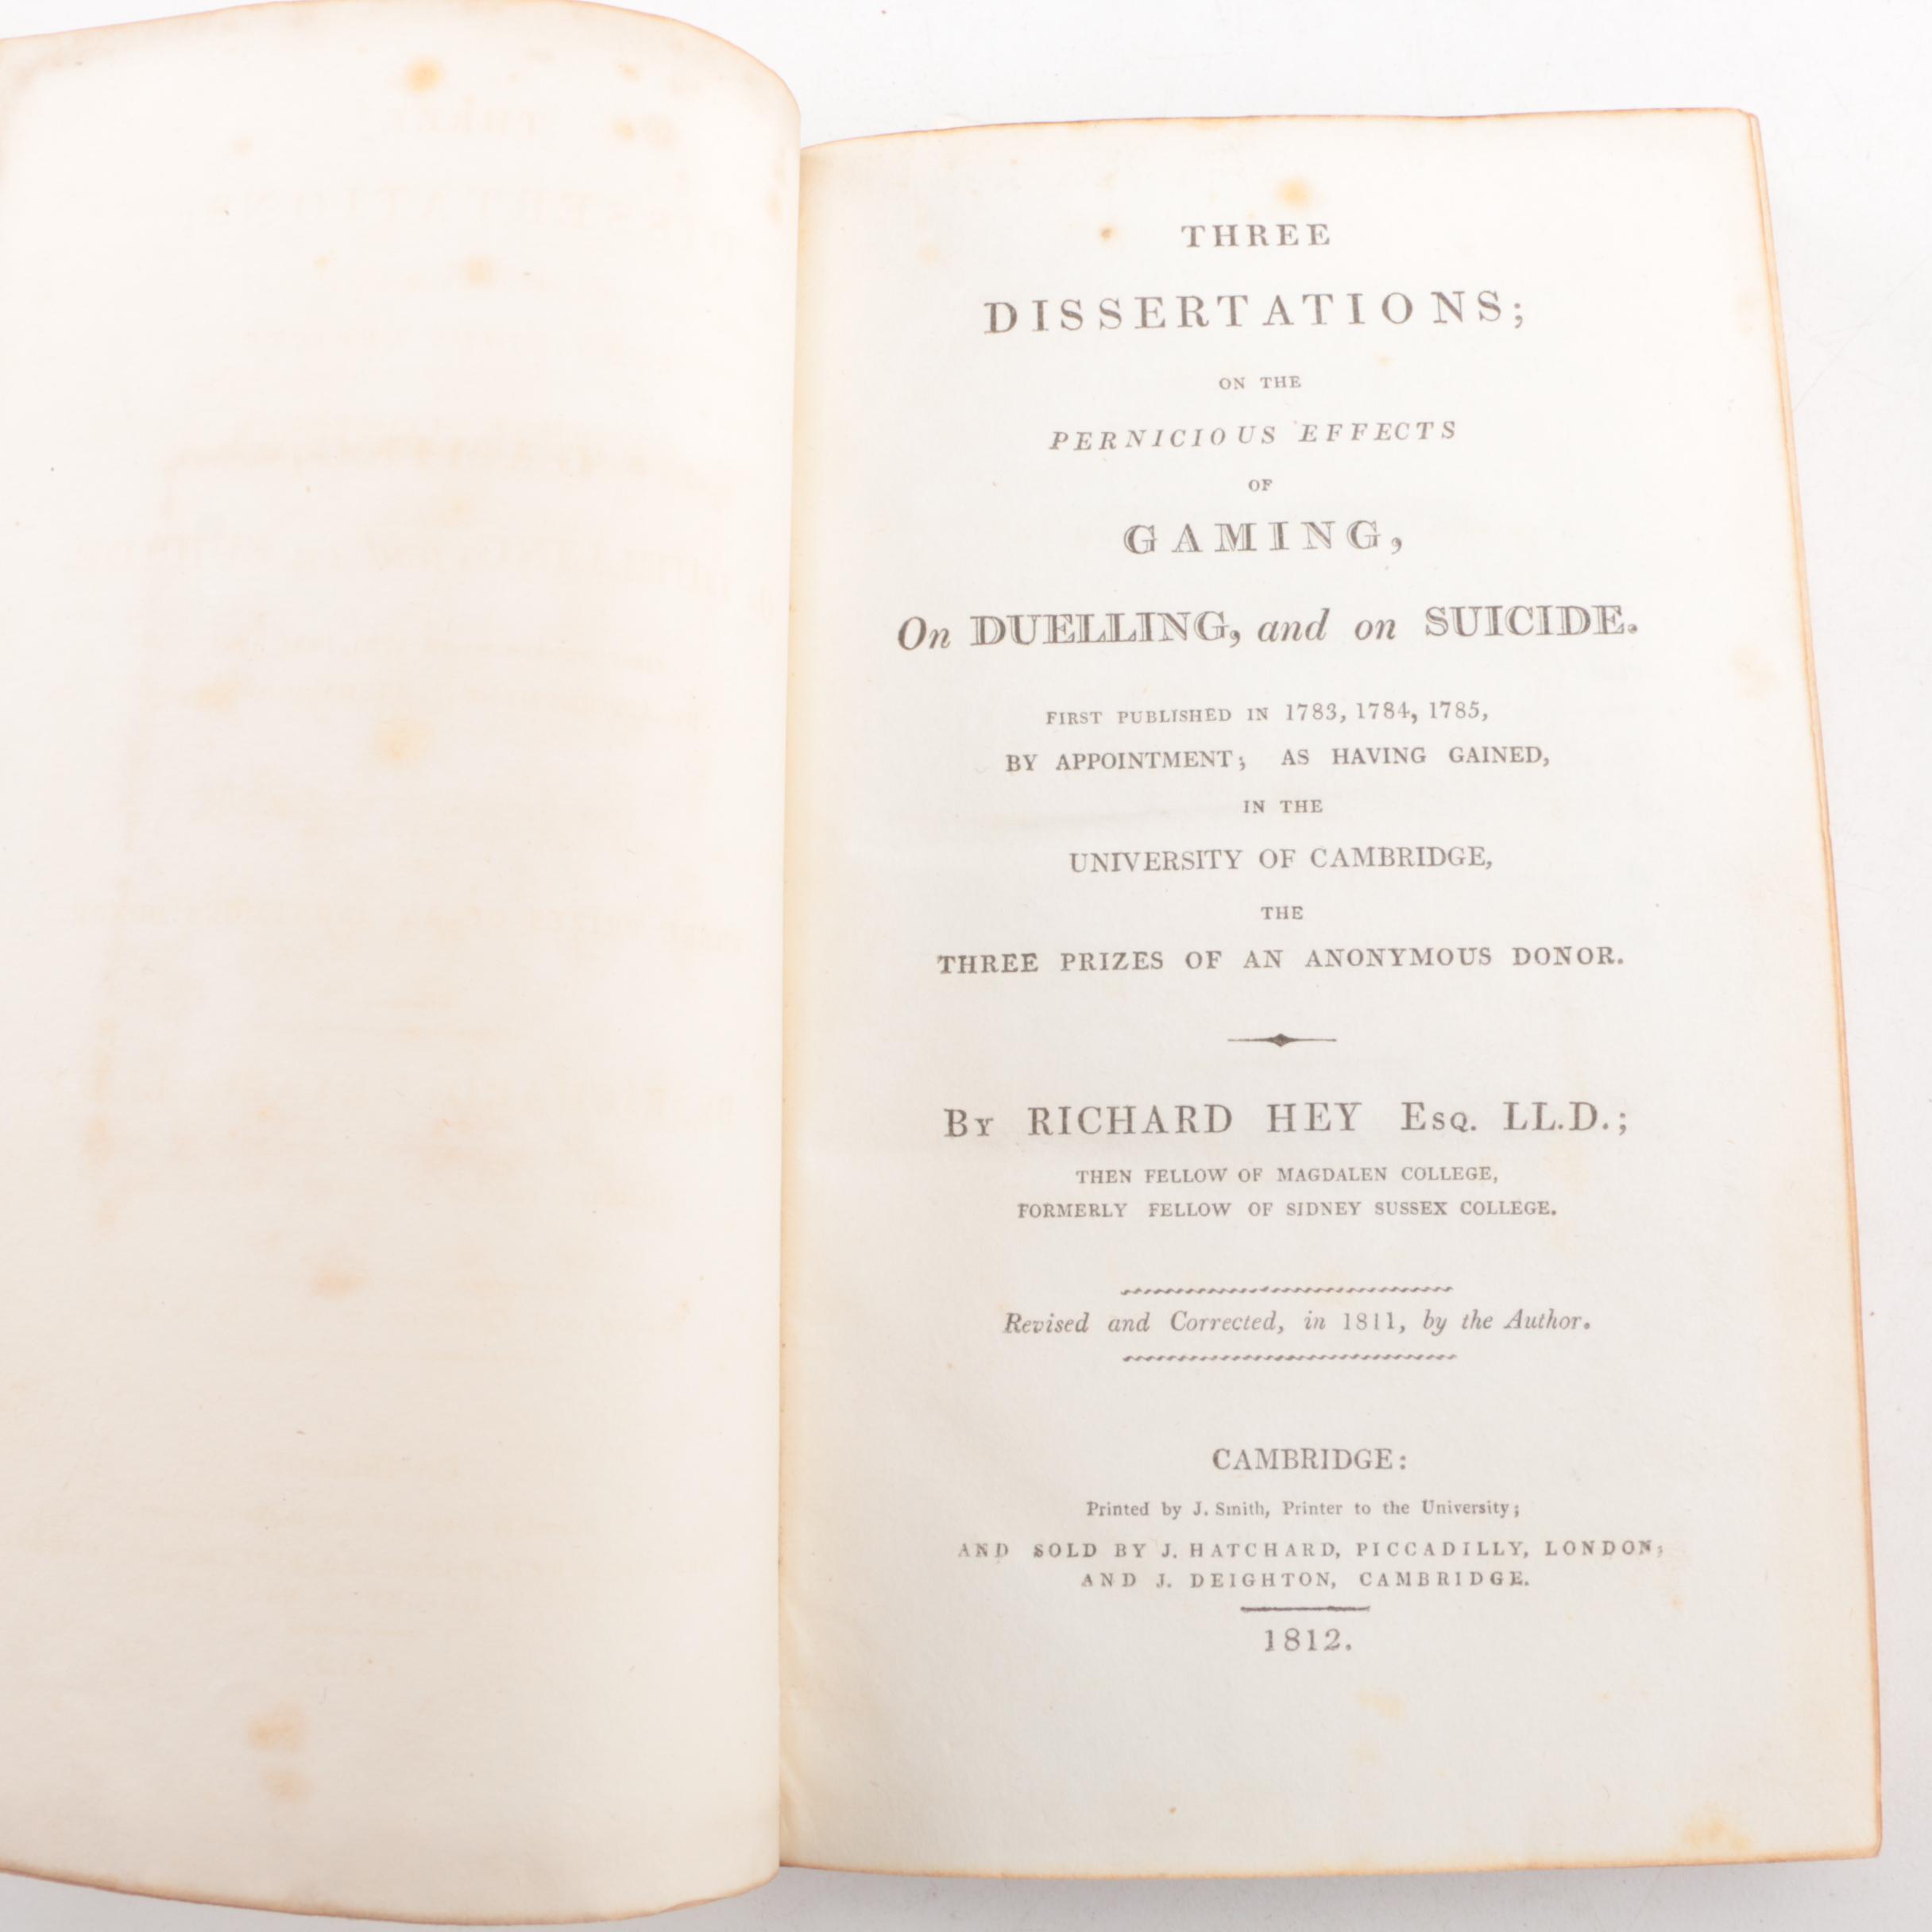 THREE
DISSERTATIONS;
ON THE
PERNICIOUS EFFECTS
OF
GAMING,
On DUELLING, and on SUICIDE.
FIRST PUBLISHED IN 1783, 1784, 1785,
BY APPOINTMENT; AS HAVING GAINED,
IN THE
UNIVERSITY OF CAMBRIDGE,
THE
THREE PRIZES OF AN ANONYMOUS DONOR.
By RICHARD HEY Esq. LL.D.;
THEN FELLOW OF MAGDALEN COLLEGE,
FORMERLY FELLOW OF SIDNEY SUSSEX COLLEGE.
Revised and Corrected, in 1811, by the Author.
CAMBRIDGE:
Printed by J. Smith, Printer to the University;
AND SOLD BY J. HATCHARD, PICCADILLY, LONDON;
AND J. DEIGHTON, CAMBRIDGE.
1812.